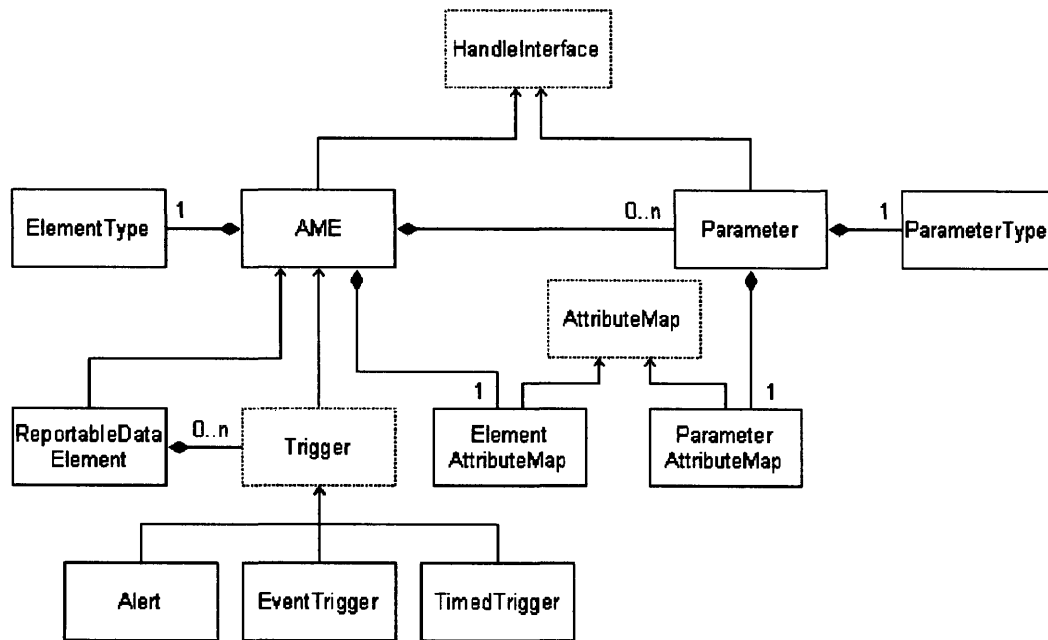 HandleInterface
ElementType
1
AME
0..n
Parameter
1
ParameterType
AttributeMap
1
1
ReportableData
Element
0..n
Trigger
Element
AttributeMap
Parameter
AttributeMap
Alert
EventTrigger
TimedTrigger